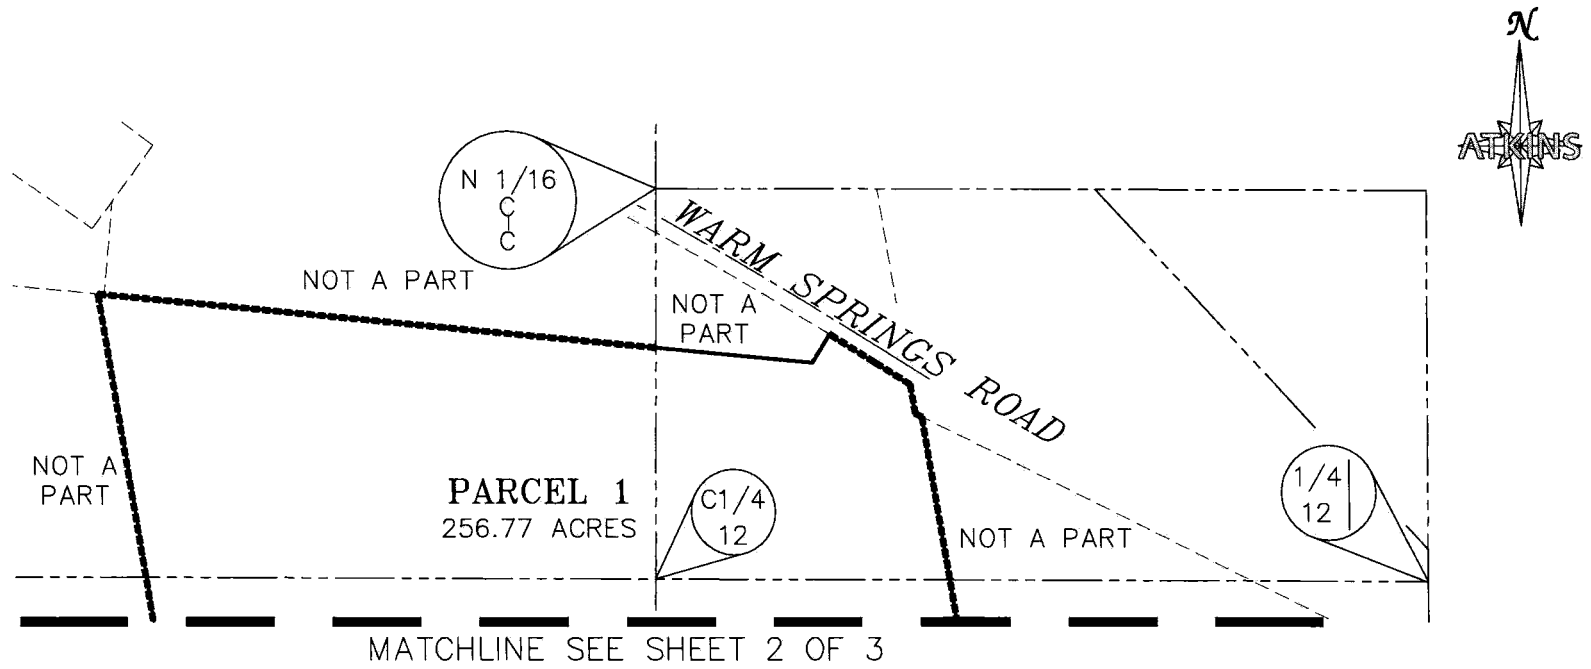 N
ATKINS
N 1/16
C
C
WARM SPRINGS ROAD
NOT A PART
NOT A
PART
NOT A
PART
PARCEL 1
256.77 ACRES
C1/4
12
1/4
12
NOT A PART
MATCHLINE SEE SHEET 2 OF 3